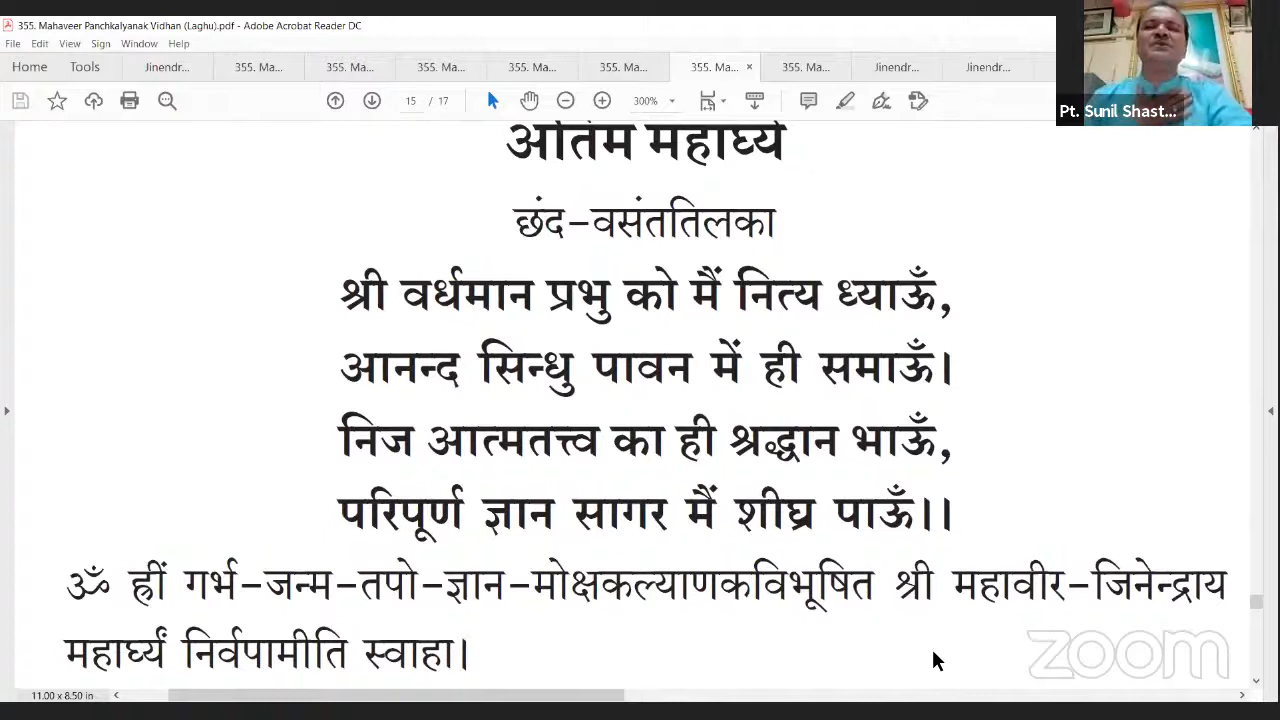 355. Mahaveer Panchkalyanak Vidhan (Laghu).pdf - Adobe Acrobat Reader DC
File Edit View Sign Window Help
Home Tools Jinendr... 355. Ma... 355. Ma... 355. Ma... 355. Ma... 355. Ma... 355. Ma... × 355. Ma... Jinendr... Jinendr...
15 / 17 300%
Pt. Sunil Shast...
अंतिम महार्घ्य
छंद-वसंततिलका
श्री वर्धमान प्रभु को मैं नित्य ध्याऊँ,
आनन्द सिन्धु पावन में ही समाऊँ।
निज आत्मतत्त्व का ही श्रद्धान भाऊँ,
परिपूर्ण ज्ञान सागर मैं शीघ्र पाऊँ।।
ॐ ह्रीं गर्भ-जन्म-तपो-ज्ञान-मोक्षकल्याणकविभूषित श्री महावीर-जिनेन्द्राय
महार्घ्यं निर्वपामीति स्वाहा।
zoom
11.00 x 8.50 in